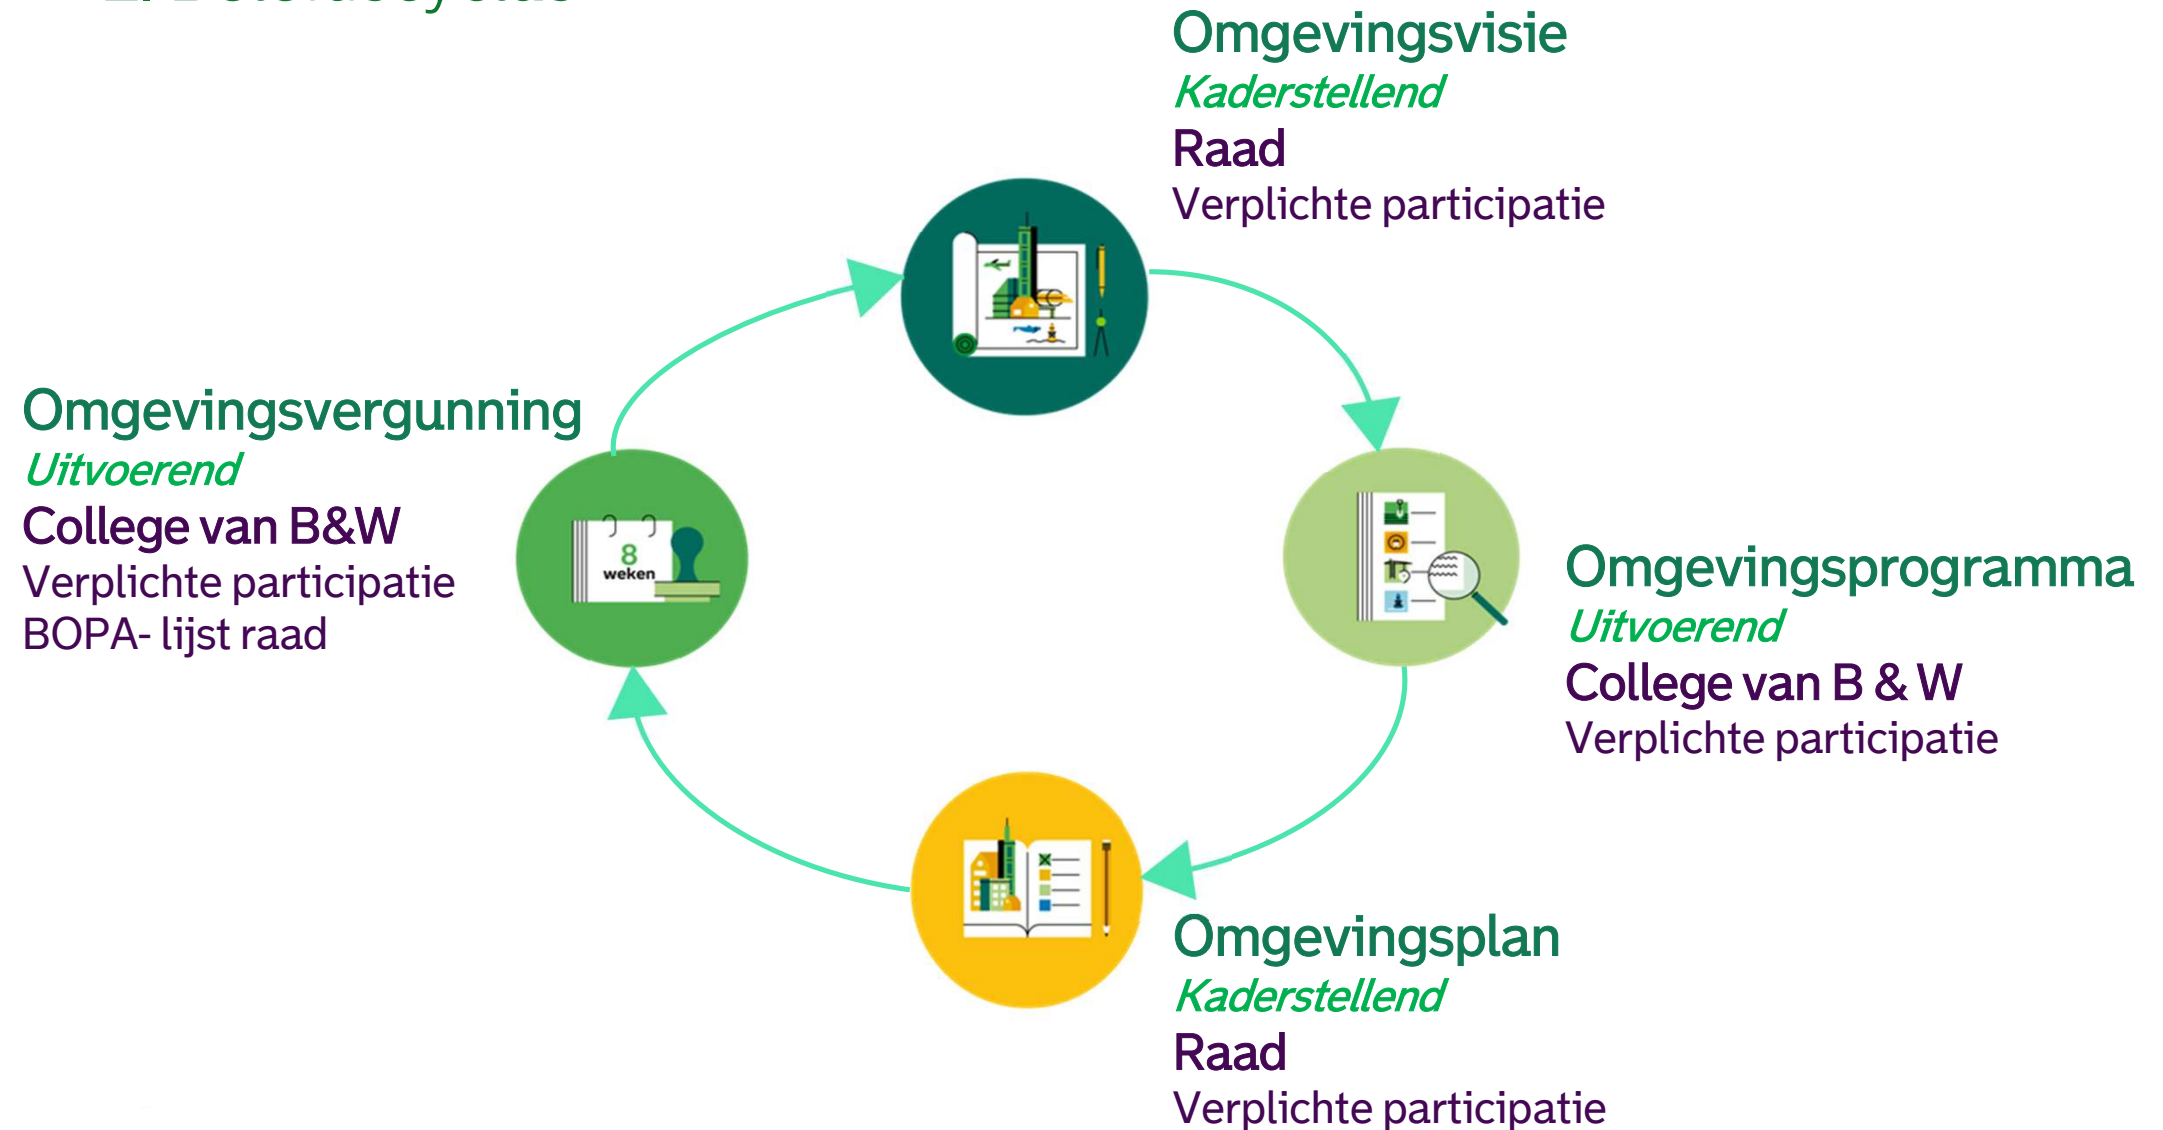 Omgevingsvisie
Kaderstellend
Raad
Verplichte participatie
Omgevingsvergunning
Uitvoerend
College van B&W
Verplichte participatie
BOPA- lijst raad
8
weken
Omgevingsprogramma
Uitvoerend
College van B & W
Verplichte participatie
Omgevingsplan
Kaderstellend
Raad
Verplichte participatie